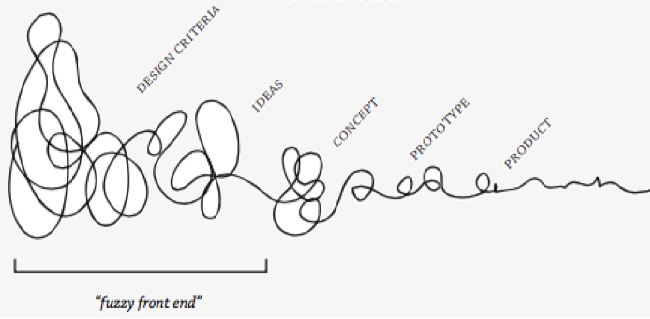 DESIGN CRITERIA
IDEAS
CONCEPT
PROTOTYPE
PRODUCT
"fuzzy front end"